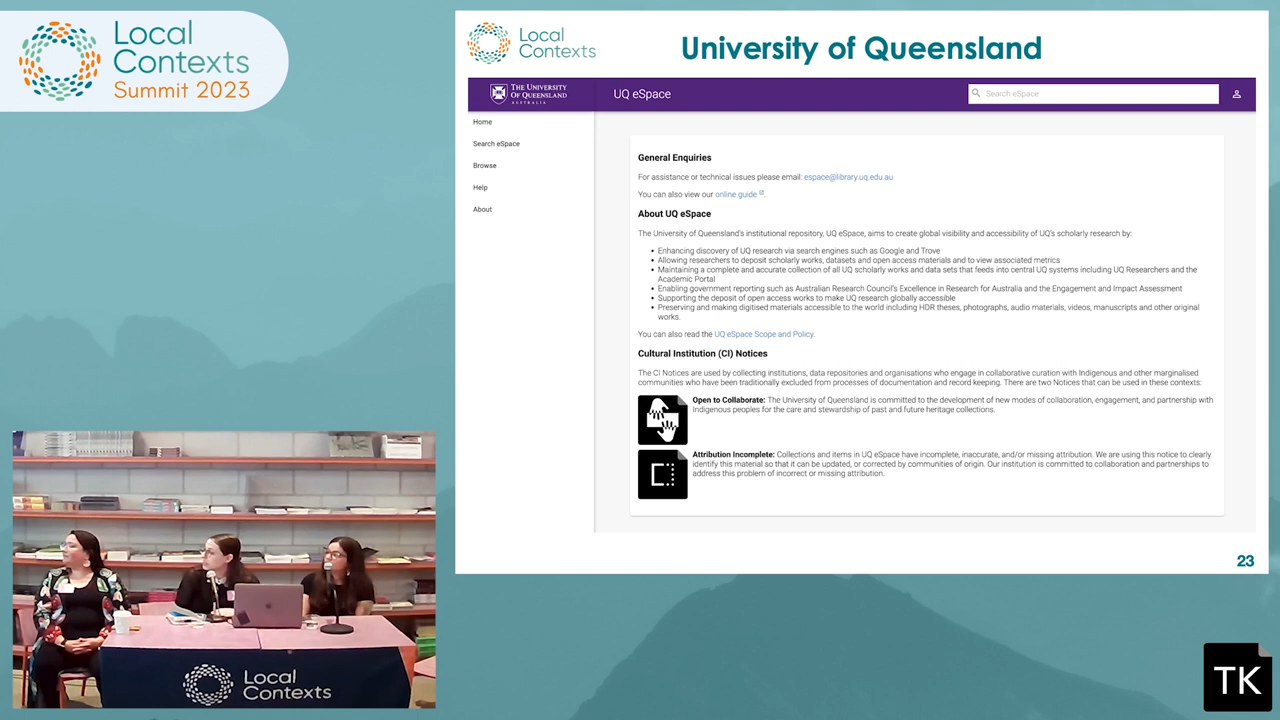 Local
Contexts
Summit 2023
Local
Contexts
University of Queensland
THE UNIVERSITY
OF QUEENSLAND
AUSTRALIA
UQ eSpace
Search eSpace
Home
Search eSpace
Browse
Help
About
General Enquiries
For assistance or technical issues please email: espace@library.uq.edu.au
You can also view our online guide.
About UQ eSpace
The University of Queensland's institutional repository, UQ eSpace, aims to create global visibility and accessibility of UQ's scholarly research by:
• Enhancing discovery of UQ research via search engines such as Google and Trove
• Allowing researchers to deposit scholarly works, datasets and open access materials and to view associated metrics
• Maintaining a complete and accurate collection of all UQ scholarly works and data sets that feeds into central UQ systems including UQ Researchers and the
Academic Portal
• Enabling government reporting such as Australian Research Council's Excellence in Research for Australia and the Engagement and Impact Assessment
• Supporting the deposit of open access works to make UQ research globally accessible
• Preserving and making digitised materials accessible to the world including HDR theses, photographs, audio materials, videos, manuscripts and other original
works.
You can also read the UQ eSpace Scope and Policy.
Cultural Institution (CI) Notices
The CI Notices are used by collecting institutions, data repositories and organisations who engage in collaborative curation with Indigenous and other marginalised
communities who have been traditionally excluded from processes of documentation and record keeping. There are two Notices that can be used in these contexts:
Open to Collaborate: The University of Queensland is committed to the development of new modes of collaboration, engagement, and partnership with
Indigenous peoples for the care and stewardship of past and future heritage collections.
Attribution Incomplete: Collections and items in UQ eSpace have incomplete, inaccurate, and/or missing attribution. We are using this notice to clearly
identify this material so that it can be updated, or corrected by communities of origin. Our institution is committed to collaboration and partnerships to
address this problem of incorrect or missing attribution.
23
Local
Contexts
TK